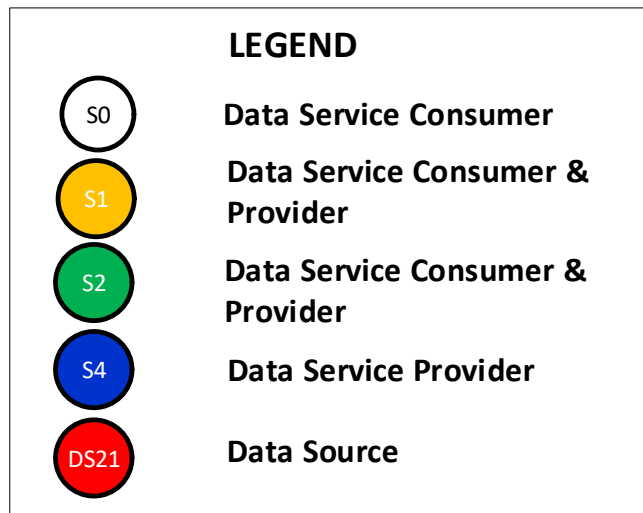 LEGEND
S0 Data Service Consumer
S1 Data Service Consumer &
Provider
S2 Data Service Consumer &
Provider
S4 Data Service Provider
DS21 Data Source